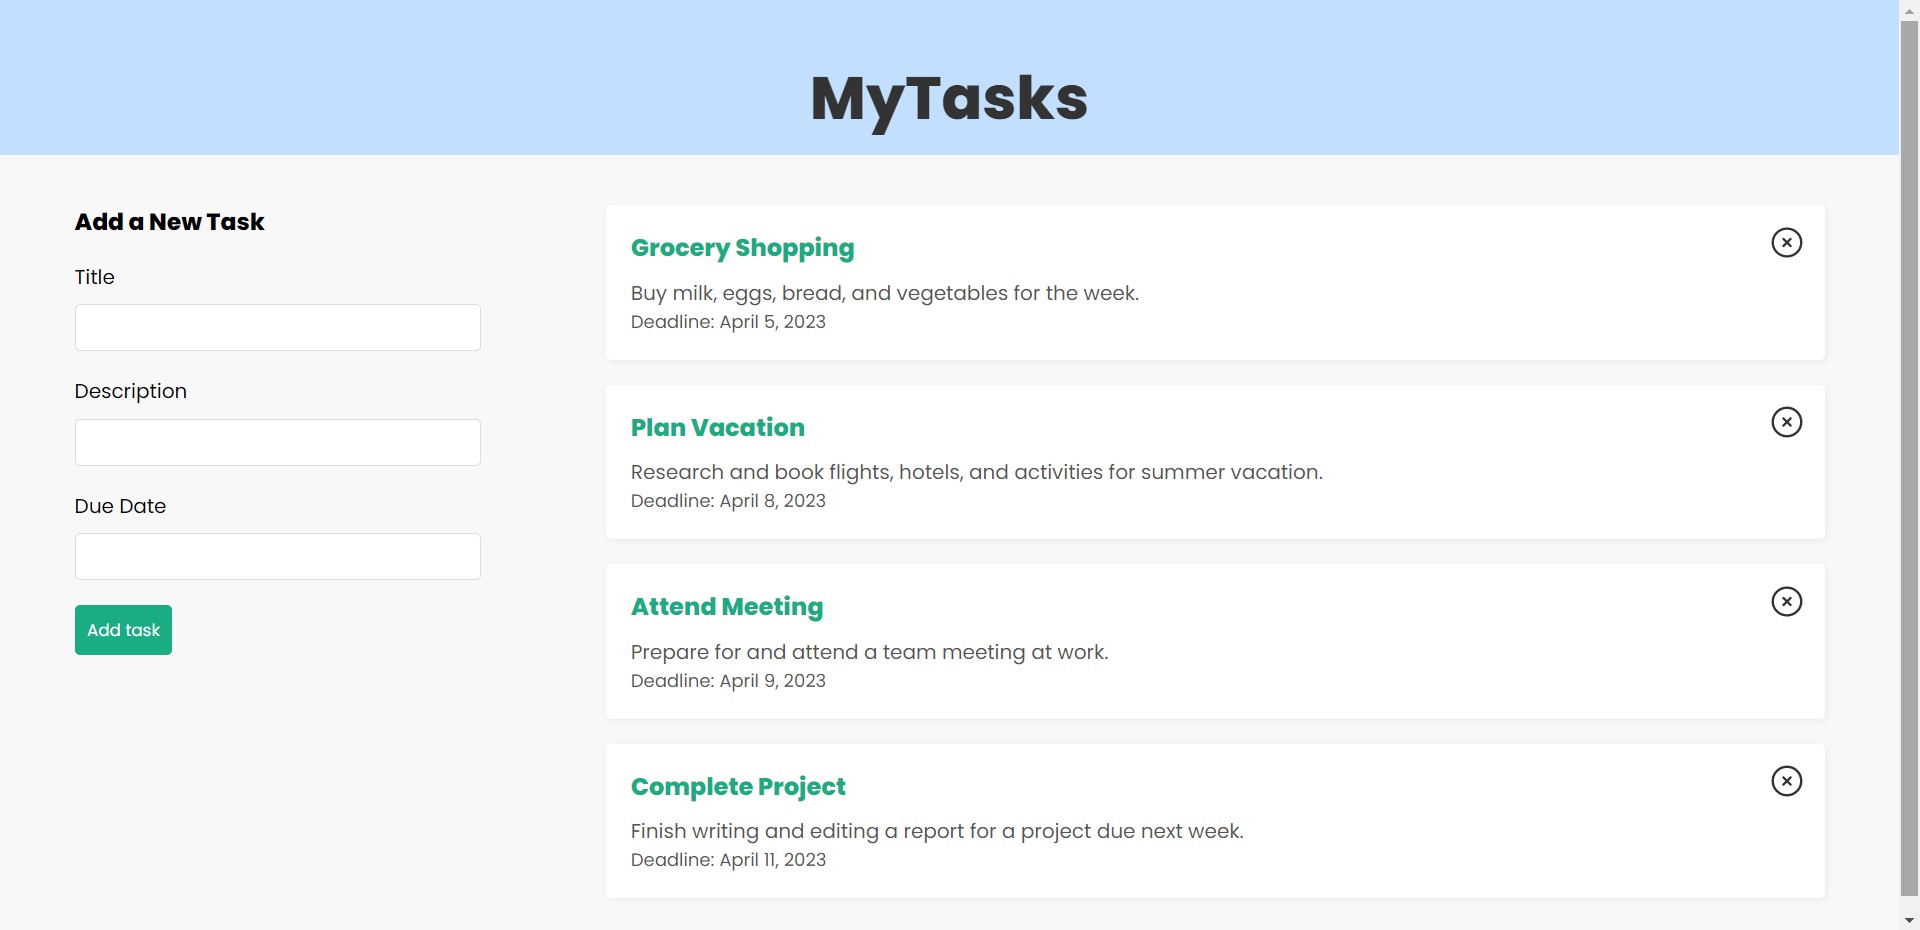 MyTasks
Add a New Task
Title
Description
Due Date
Add task
Grocery Shopping
Buy milk, eggs, bread, and vegetables for the week.
Deadline: April 5, 2023
Plan Vacation
Research and book flights, hotels, and activities for summer vacation.
Deadline: April 8, 2023
Attend Meeting
Prepare for and attend a team meeting at work.
Deadline: April 9, 2023
Complete Project
Finish writing and editing a report for a project due next week.
Deadline: April 11, 2023